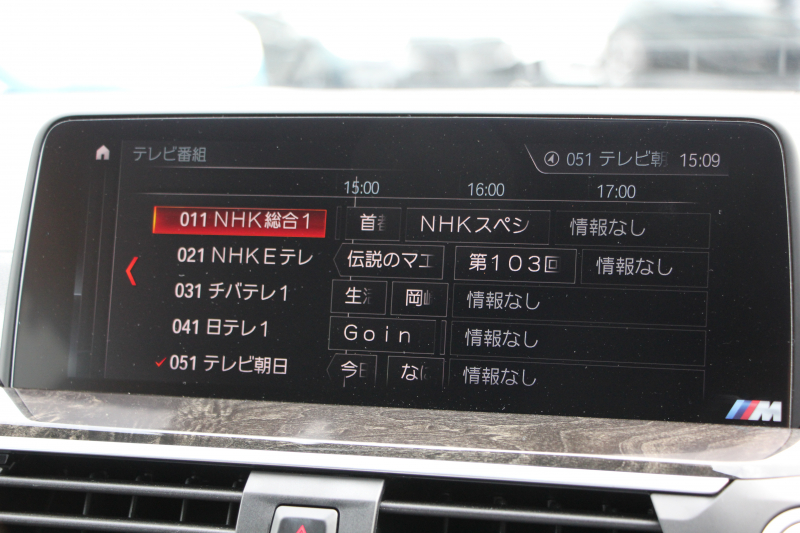 テレビ番組 051 テレビ朝 15:09
15:00 16:00 17:00
011 NHK総合1 首 NHKスペシ 情報なし
021 NHKEテレ 伝説のマエ 第103回 情報なし
031 チバテレ1 生 岡 情報なし
041 日テレ1 Goin 情報なし
051 テレビ朝日 今 な 情報なし
M